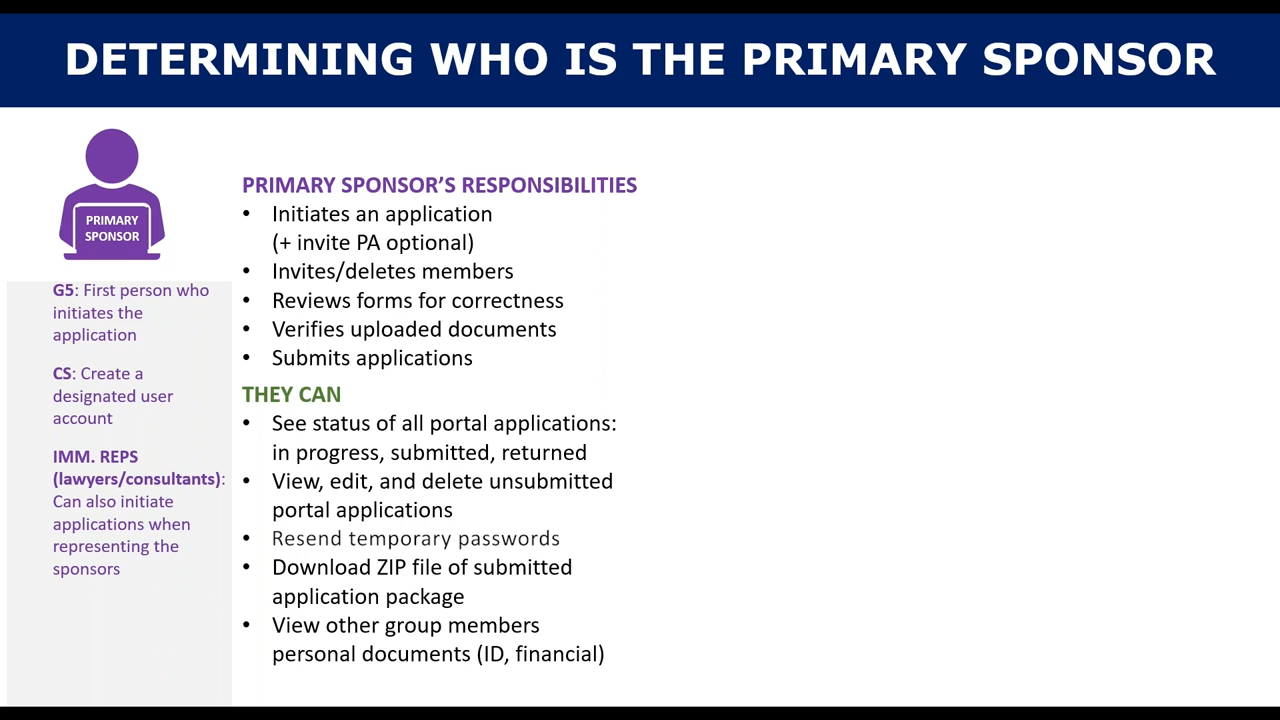 DETERMINING WHO IS THE PRIMARY SPONSOR
PRIMARY
SPONSOR
G5: First person who
initiates the
application
CS: Create a
designated user
account
IMM. REPS
(lawyers/consultants):
Can also initiate
applications when
representing the
sponsors
PRIMARY SPONSOR’S RESPONSIBILITIES
• Initiates an application
(+ invite PA optional)
• Invites/deletes members
• Reviews forms for correctness
• Verifies uploaded documents
• Submits applications
THEY CAN
• See status of all portal applications:
in progress, submitted, returned
• View, edit, and delete unsubmitted
portal applications
• Resend temporary passwords
• Download ZIP file of submitted
application package
• View other group members
personal documents (ID, financial)